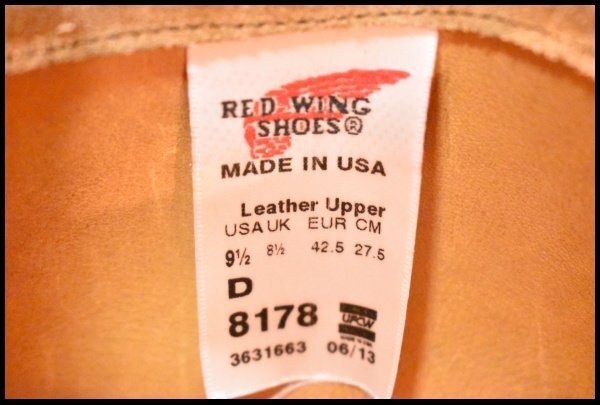 RED WING
SHOES®
MADE IN USA
Leather Upper
USA UK EUR CM
9½ 8½ 42.5 27.5
D
8178
UFCW
3631663 06/13